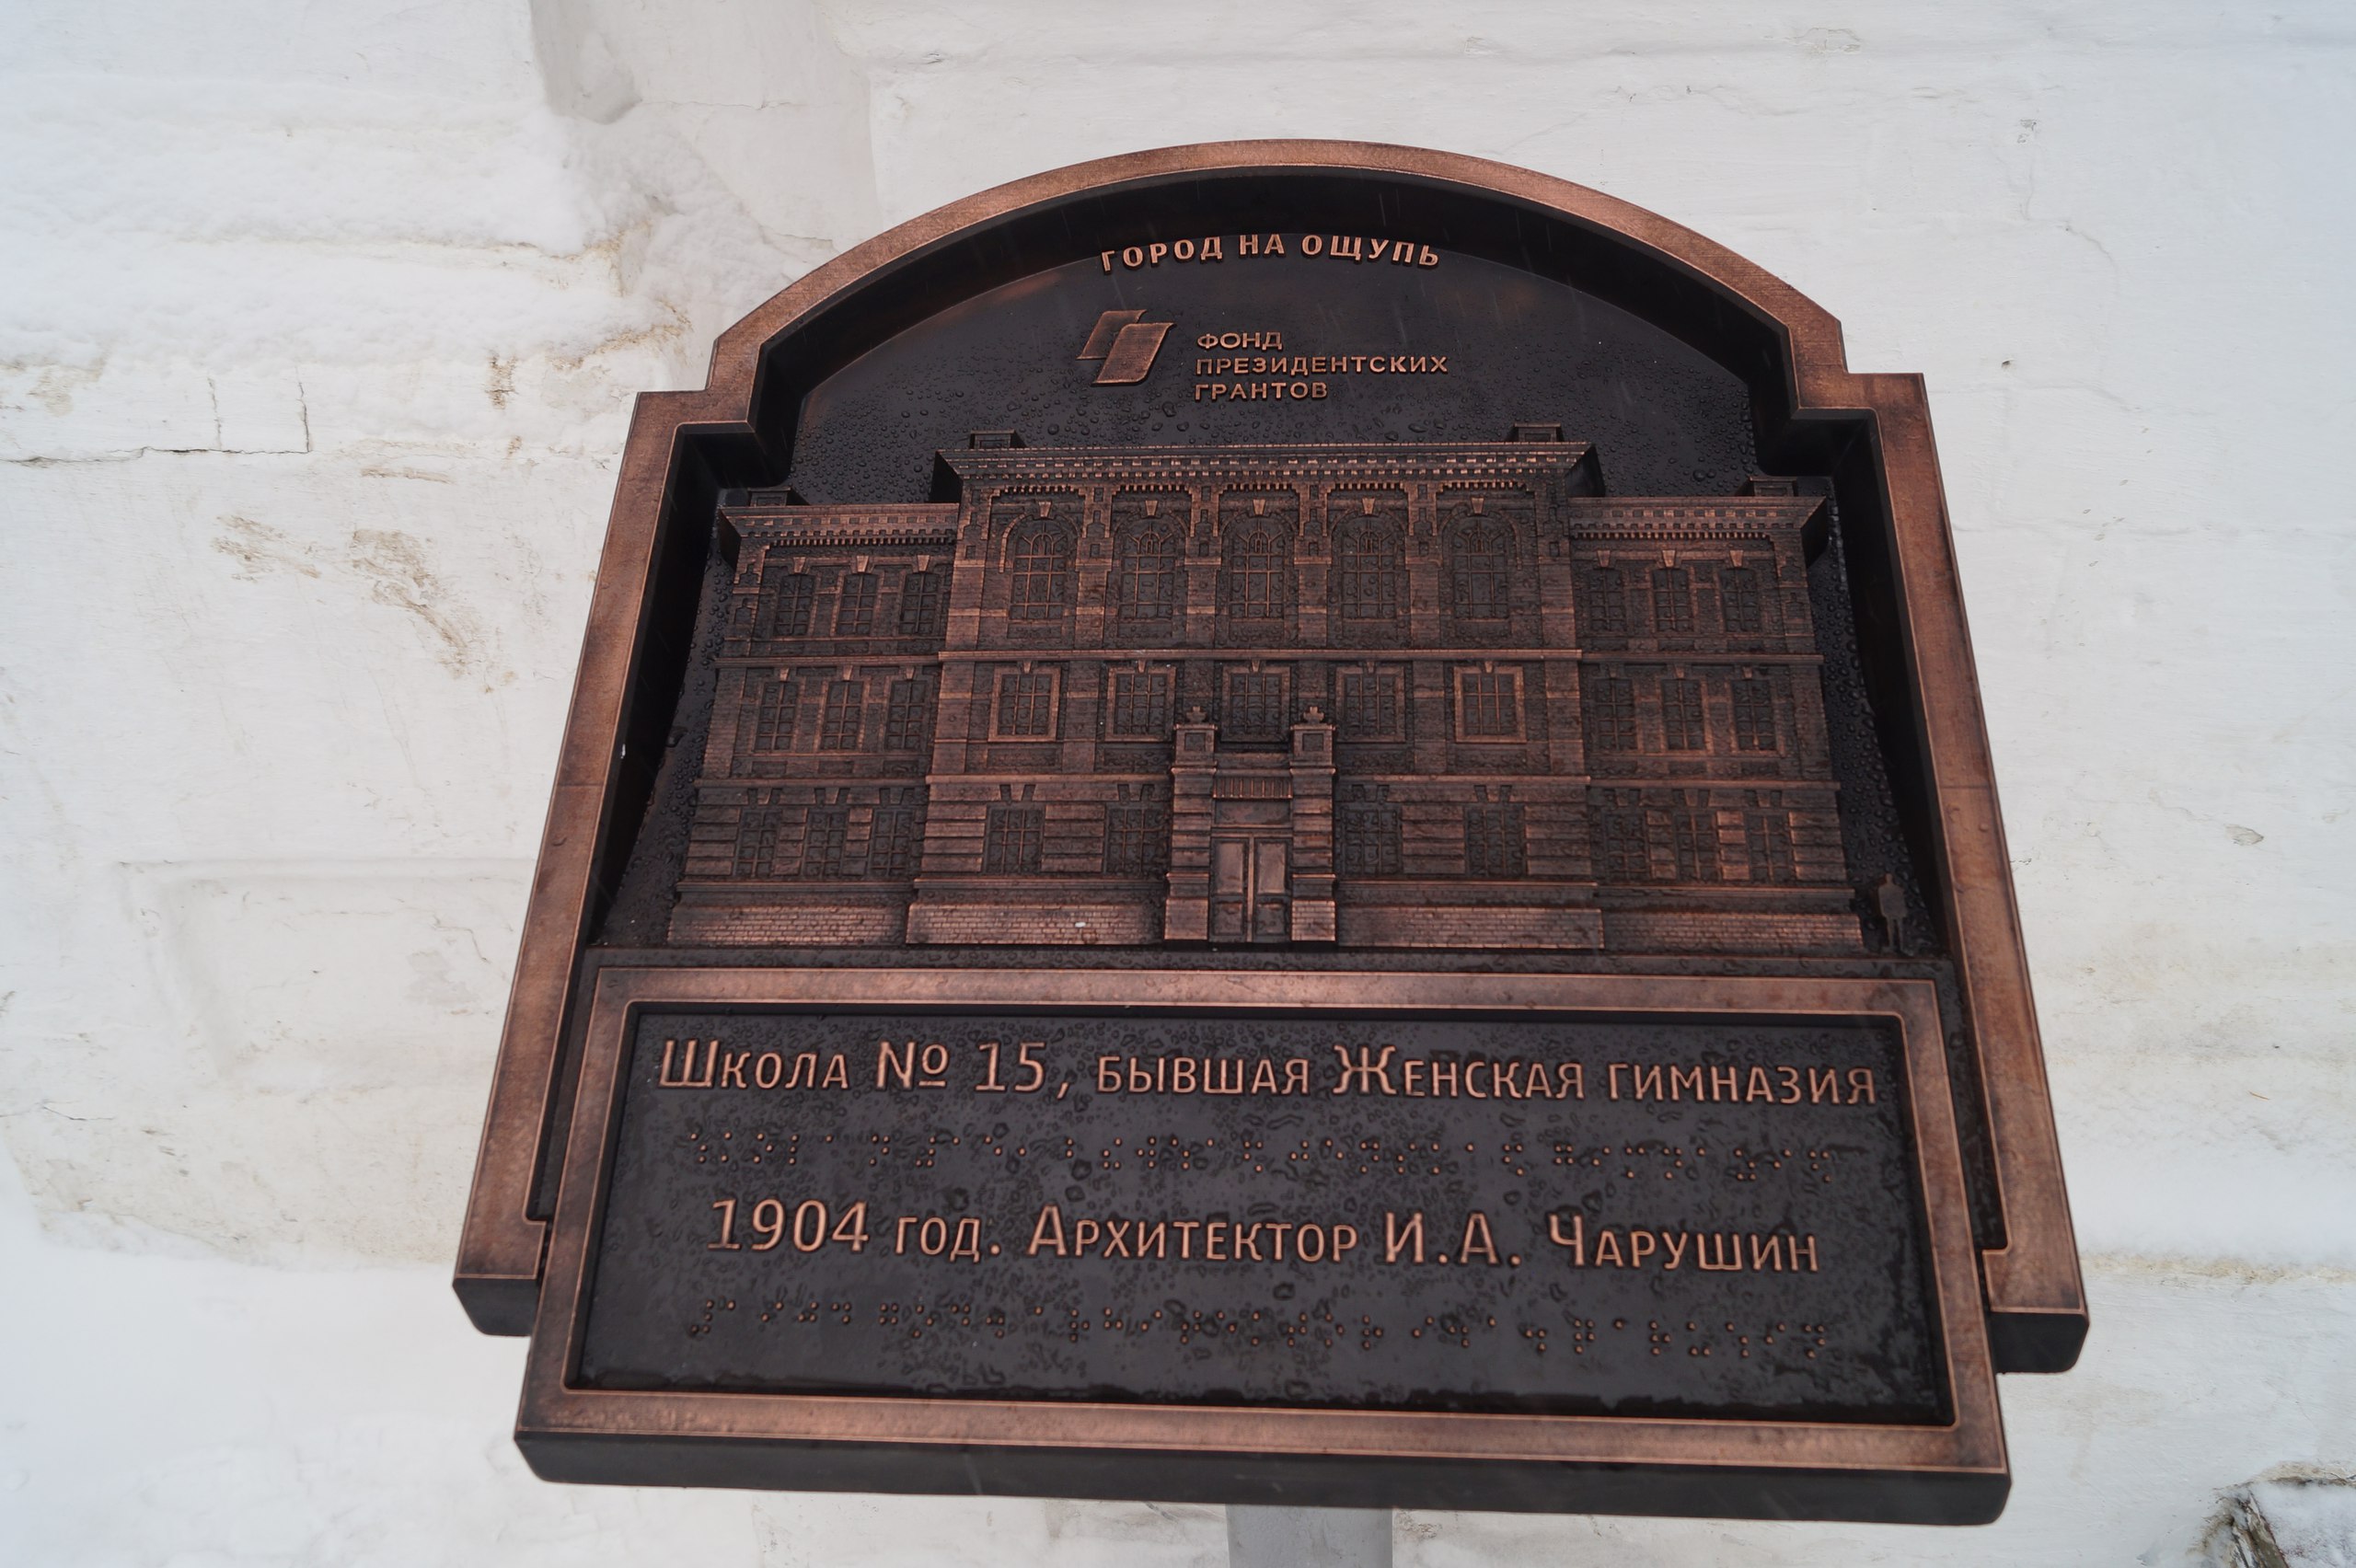 ГОРОД НА ОЩУПЬ
ФОНД
ПРЕЗИДЕНТСКИХ
ГРАНТОВ
Школа № 15, бывшая Женская гимназия
1904 год. Архитектор И.А. Чарушин